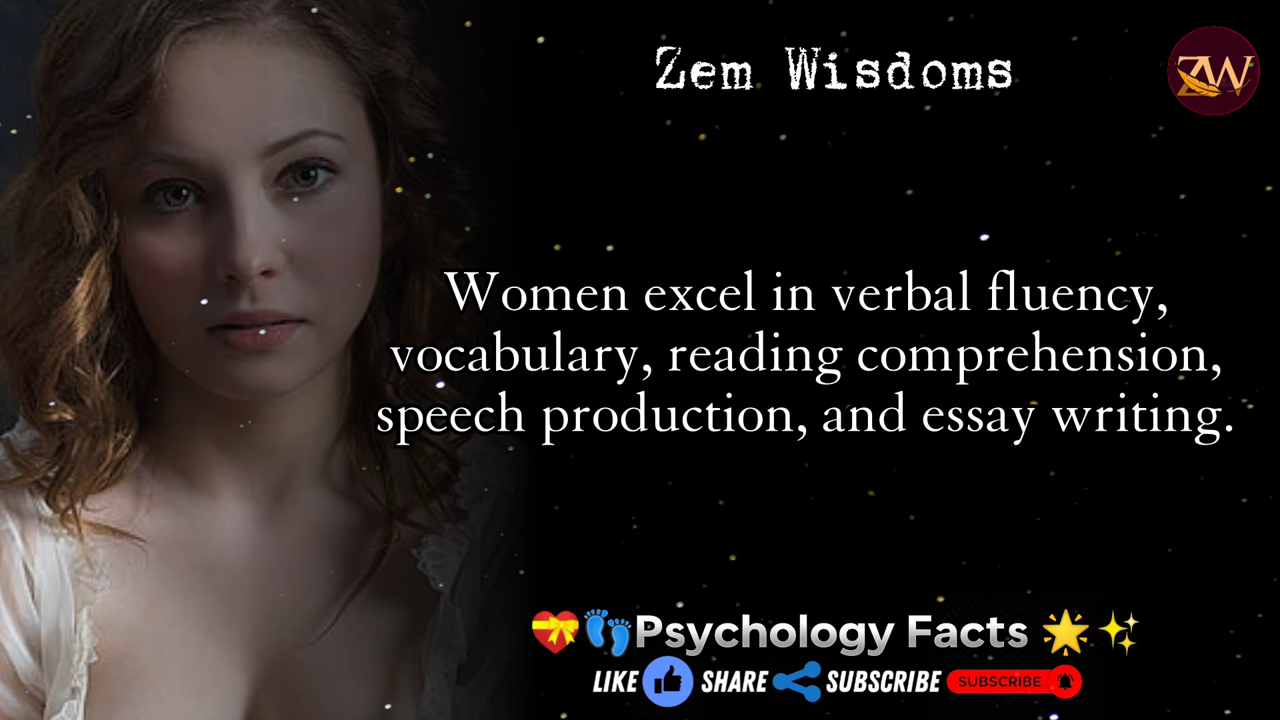 Zem Wisdoms
ZW
Women excel in verbal fluency,
vocabulary, reading comprehension,
speech production, and essay writing.
Psychology Facts
LIKE SHARE SUBSCRIBE SUBSCRIBE